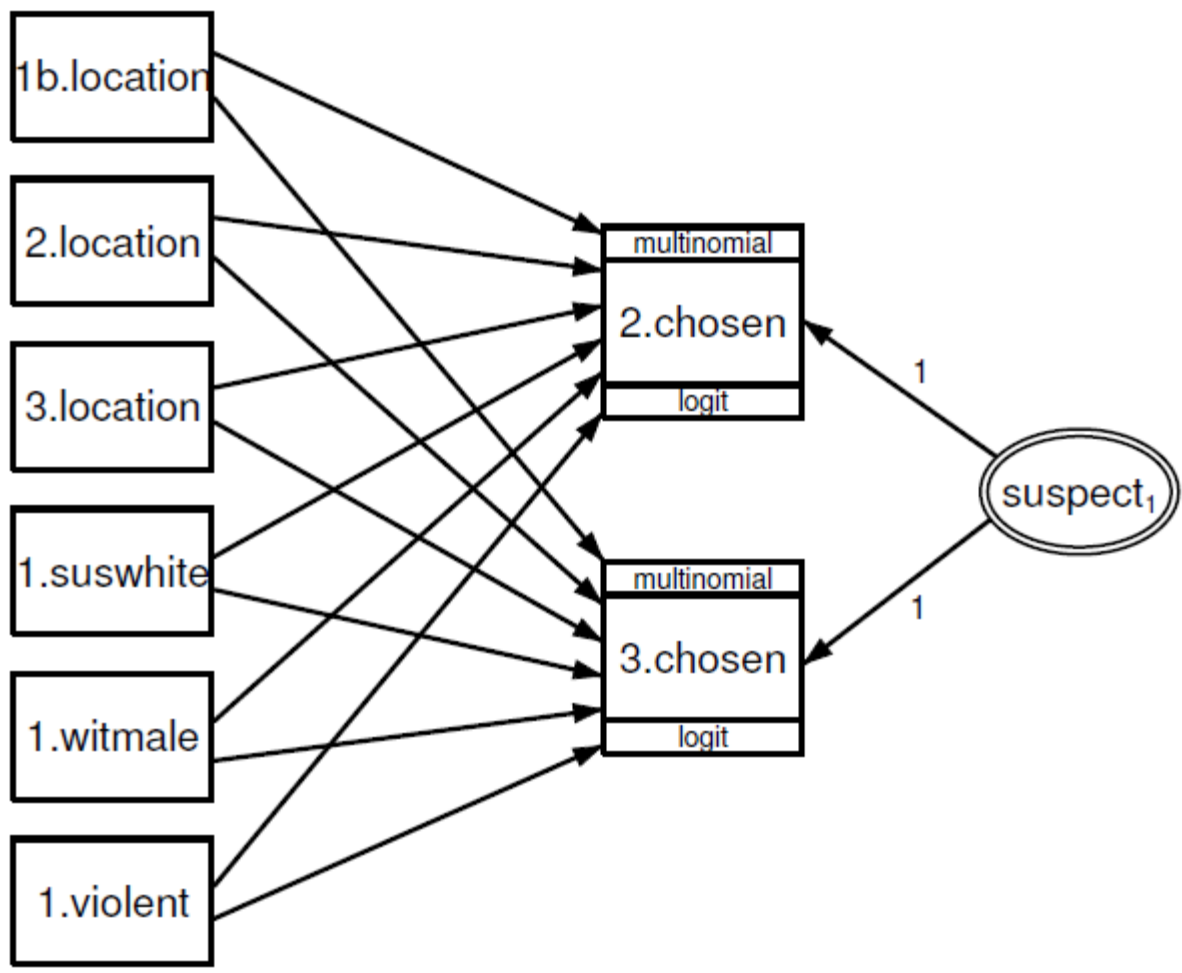 1b.location
2.location
3.location
1.suswhite
1.witmale
1.violent
multinomial
2.chosen
logit
multinomial
3.chosen
logit
1
1
suspect₁